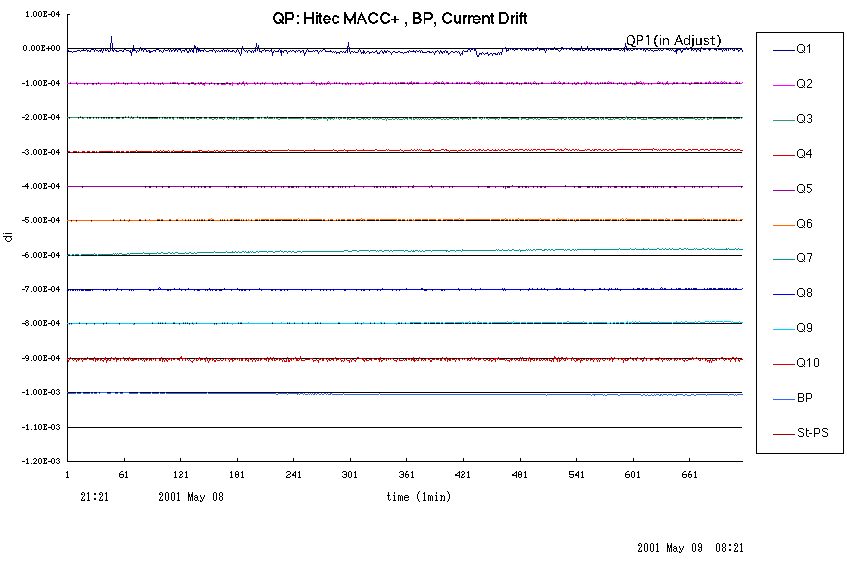 QP: Hitec MACC+ , BP, Current Drift
QP1(in Adjust)
1.00E-04
0.00E+00
-1.00E-04
-2.00E-04
-3.00E-04
-4.00E-04
-5.00E-04
-6.00E-04
-7.00E-04
-8.00E-04
-9.00E-04
-1.00E-03
-1.10E-03
-1.20E-03
di
1 61 121 181 241 301 361 421 481 541 601 661
21:21 2001 May 08 time (1min)
2001 May 09 08:21
Q1
Q2
Q3
Q4
Q5
Q6
Q7
Q8
Q9
Q10
BP
St-PS